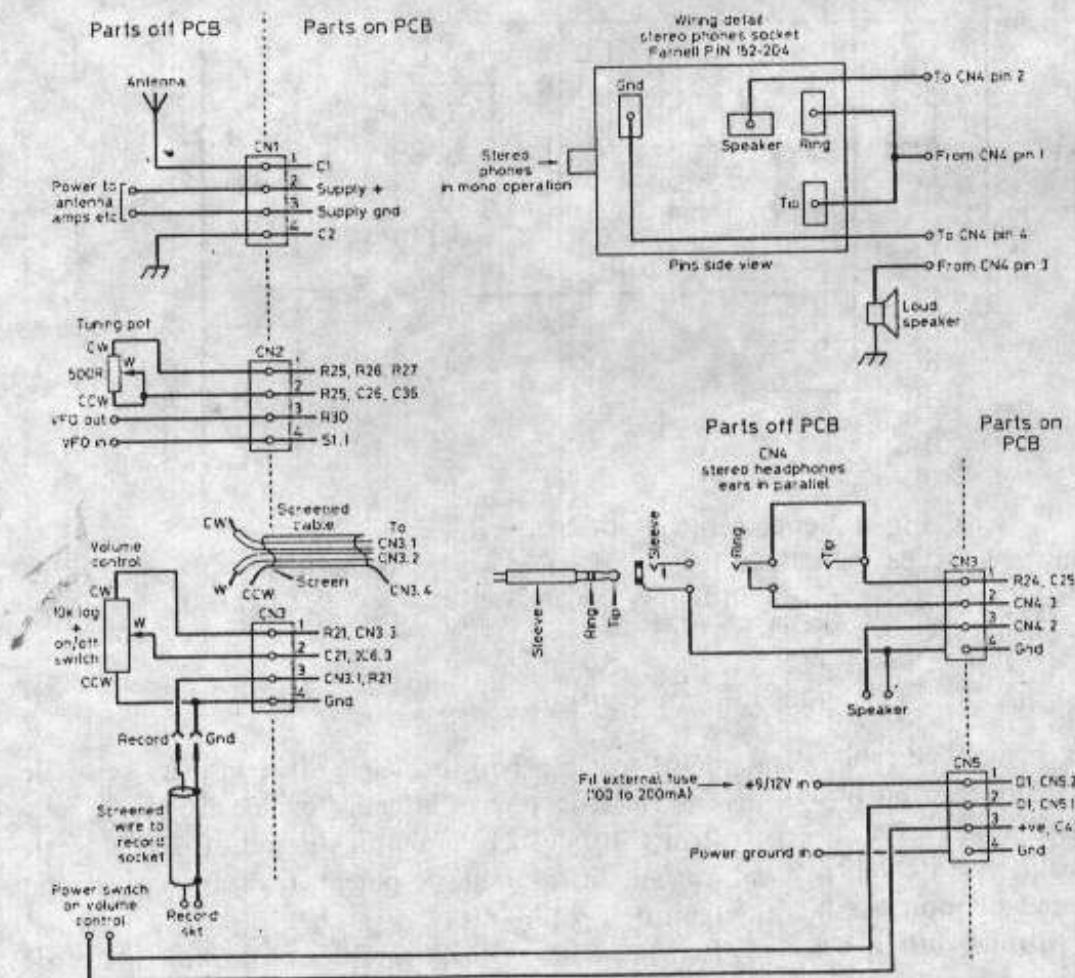 Parts off PCB
Parts on PCB
Antenna
CN1
1
C1
Power to
antenna
amps etc
2
Supply +
3
Supply gnd
4
C2
Wiring detail
stereo phones socket
Farnell PIN 152-204
Gnd
Speaker
Ring
Tip
Stereo
phones
in mono operation
Pins side view
To CN4 pin 2
From CN4 pin 1
To CN4 pin 4
From CN4 pin 3
Loud
speaker
Tuning pot
CW
W
500R
CCW
CN2
1
R25, R26, R27
2
R25, C26, C36
VFO out
3
R30
VFO in
4
S1.1
Screened
cable
CW
To
CN3.1
CN3.2
W
CCW
Screen
CN3.4
Volume
control
CW
10k log
+
on/off
switch
W
CCW
CN3
1
R21, CN3.3
2
C21,
3
CN3.1, R21
4
Gnd
Record
Gnd
Screened
wire to
record
socket
Record
skt
Power switch
on volume
control
Parts off PCB
Parts on
PCB
CN4
stereo headphones
ears in parallel
Sleeve
Ring
Tip
Sleeve
Ring
Tip
CN3
1
R24, C25
2
CN4.3
3
CN4.2
4
Gnd
Speaker
CN5
Fit external fuse
(100 to 200mA)
+9/12V in
1
D1, CN5.2
2
D1, CN5.1
3
+ve, C4
Power ground in
4
Gnd